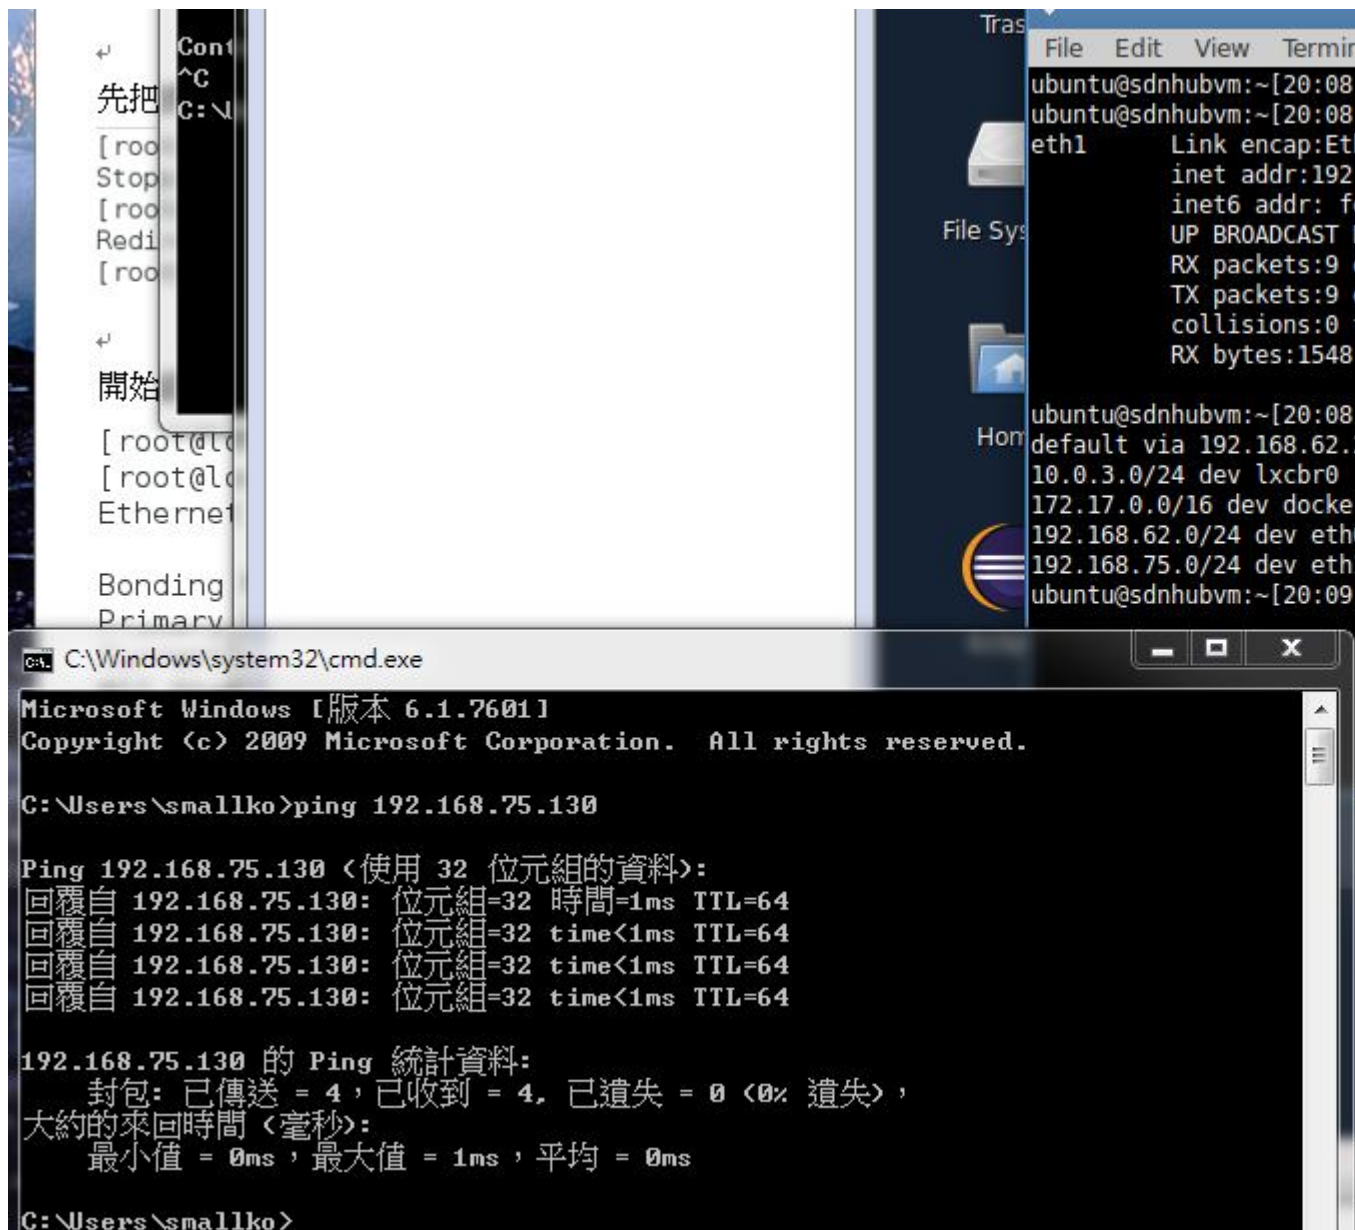 先把
[roo
Stop
[roo
Redi
[roo
開始
[root@lo
[root@lo
Ethernet
Bonding
Primary
Cont
^C
C:\U
Tras
File Sys
Hom
File Edit View Termin
ubuntu@sdnhubvm:~[20:08
ubuntu@sdnhubvm:~[20:08
eth1 Link encap:Et
inet addr:192
inet6 addr: f
UP BROADCAST
RX packets:9
TX packets:9
collisions:0
RX bytes:1548
ubuntu@sdnhubvm:~[20:08
default via 192.168.62.
10.0.3.0/24 dev lxcbr0
172.17.0.0/16 dev docke
192.168.62.0/24 dev eth
192.168.75.0/24 dev eth
ubuntu@sdnhubvm:~[20:09
C:\Windows\system32\cmd.exe
Microsoft Windows [版本 6.1.7601]
Copyright (c) 2009 Microsoft Corporation. All rights reserved.
C:\Users\smallko>ping 192.168.75.130
Ping 192.168.75.130 (使用 32 位元組的資料):
回覆自 192.168.75.130: 位元組=32 時間=1ms TTL=64
回覆自 192.168.75.130: 位元組=32 time<1ms TTL=64
回覆自 192.168.75.130: 位元組=32 time<1ms TTL=64
回覆自 192.168.75.130: 位元組=32 time<1ms TTL=64
192.168.75.130 的 Ping 統計資料:
封包: 已傳送 = 4，已收到 = 4, 已遺失 = 0 (0% 遺失)，
大約的來回時間 (毫秒):
最小值 = 0ms，最大值 = 1ms，平均 = 0ms
C:\Users\smallko>